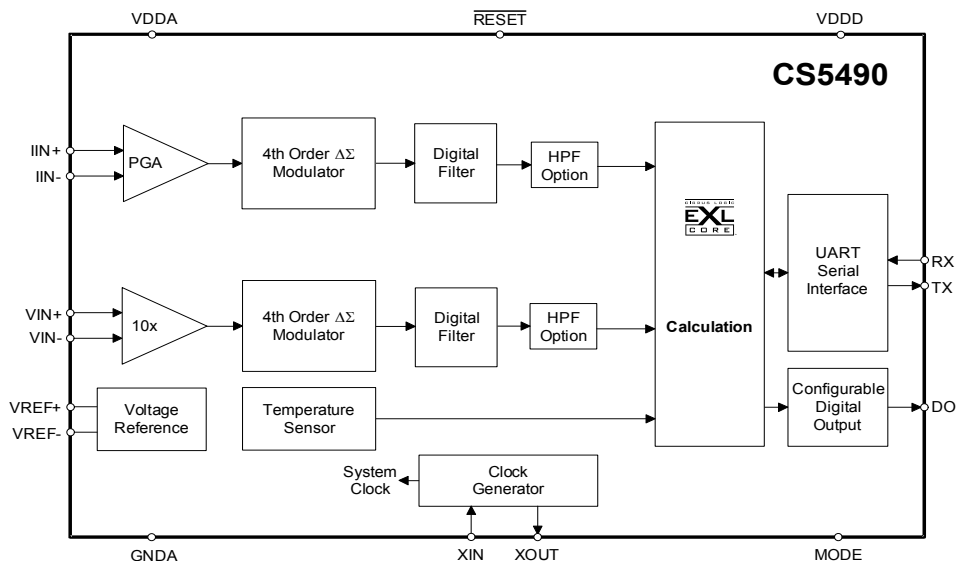 VDDA
RESET
VDDD
CS5490
IIN+
IIN-
PGA
4th Order ΔΣ
Modulator
Digital
Filter
HPF
Option
CIRRUS LOGIC
EXL
CORE
UART
Serial
Interface
RX
TX
VIN+
VIN-
10x
4th Order ΔΣ
Modulator
Digital
Filter
HPF
Option
Calculation
VREF+
VREF-
Voltage
Reference
Temperature
Sensor
Configurable
Digital
Output
DO
System
Clock
Clock
Generator
GNDA
XIN
XOUT
MODE